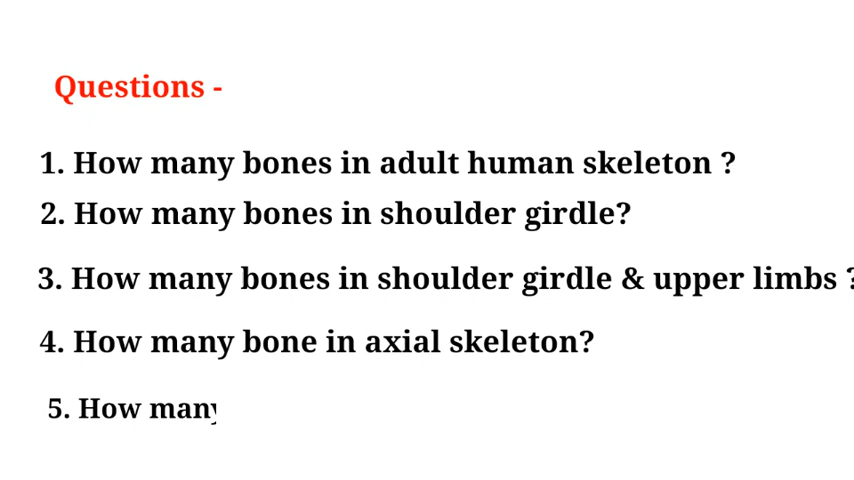 Questions -
1. How many bones in adult human skeleton ?
2. How many bones in shoulder girdle?
3. How many bones in shoulder girdle & upper limbs ?
4. How many bone in axial skeleton?
5. How many